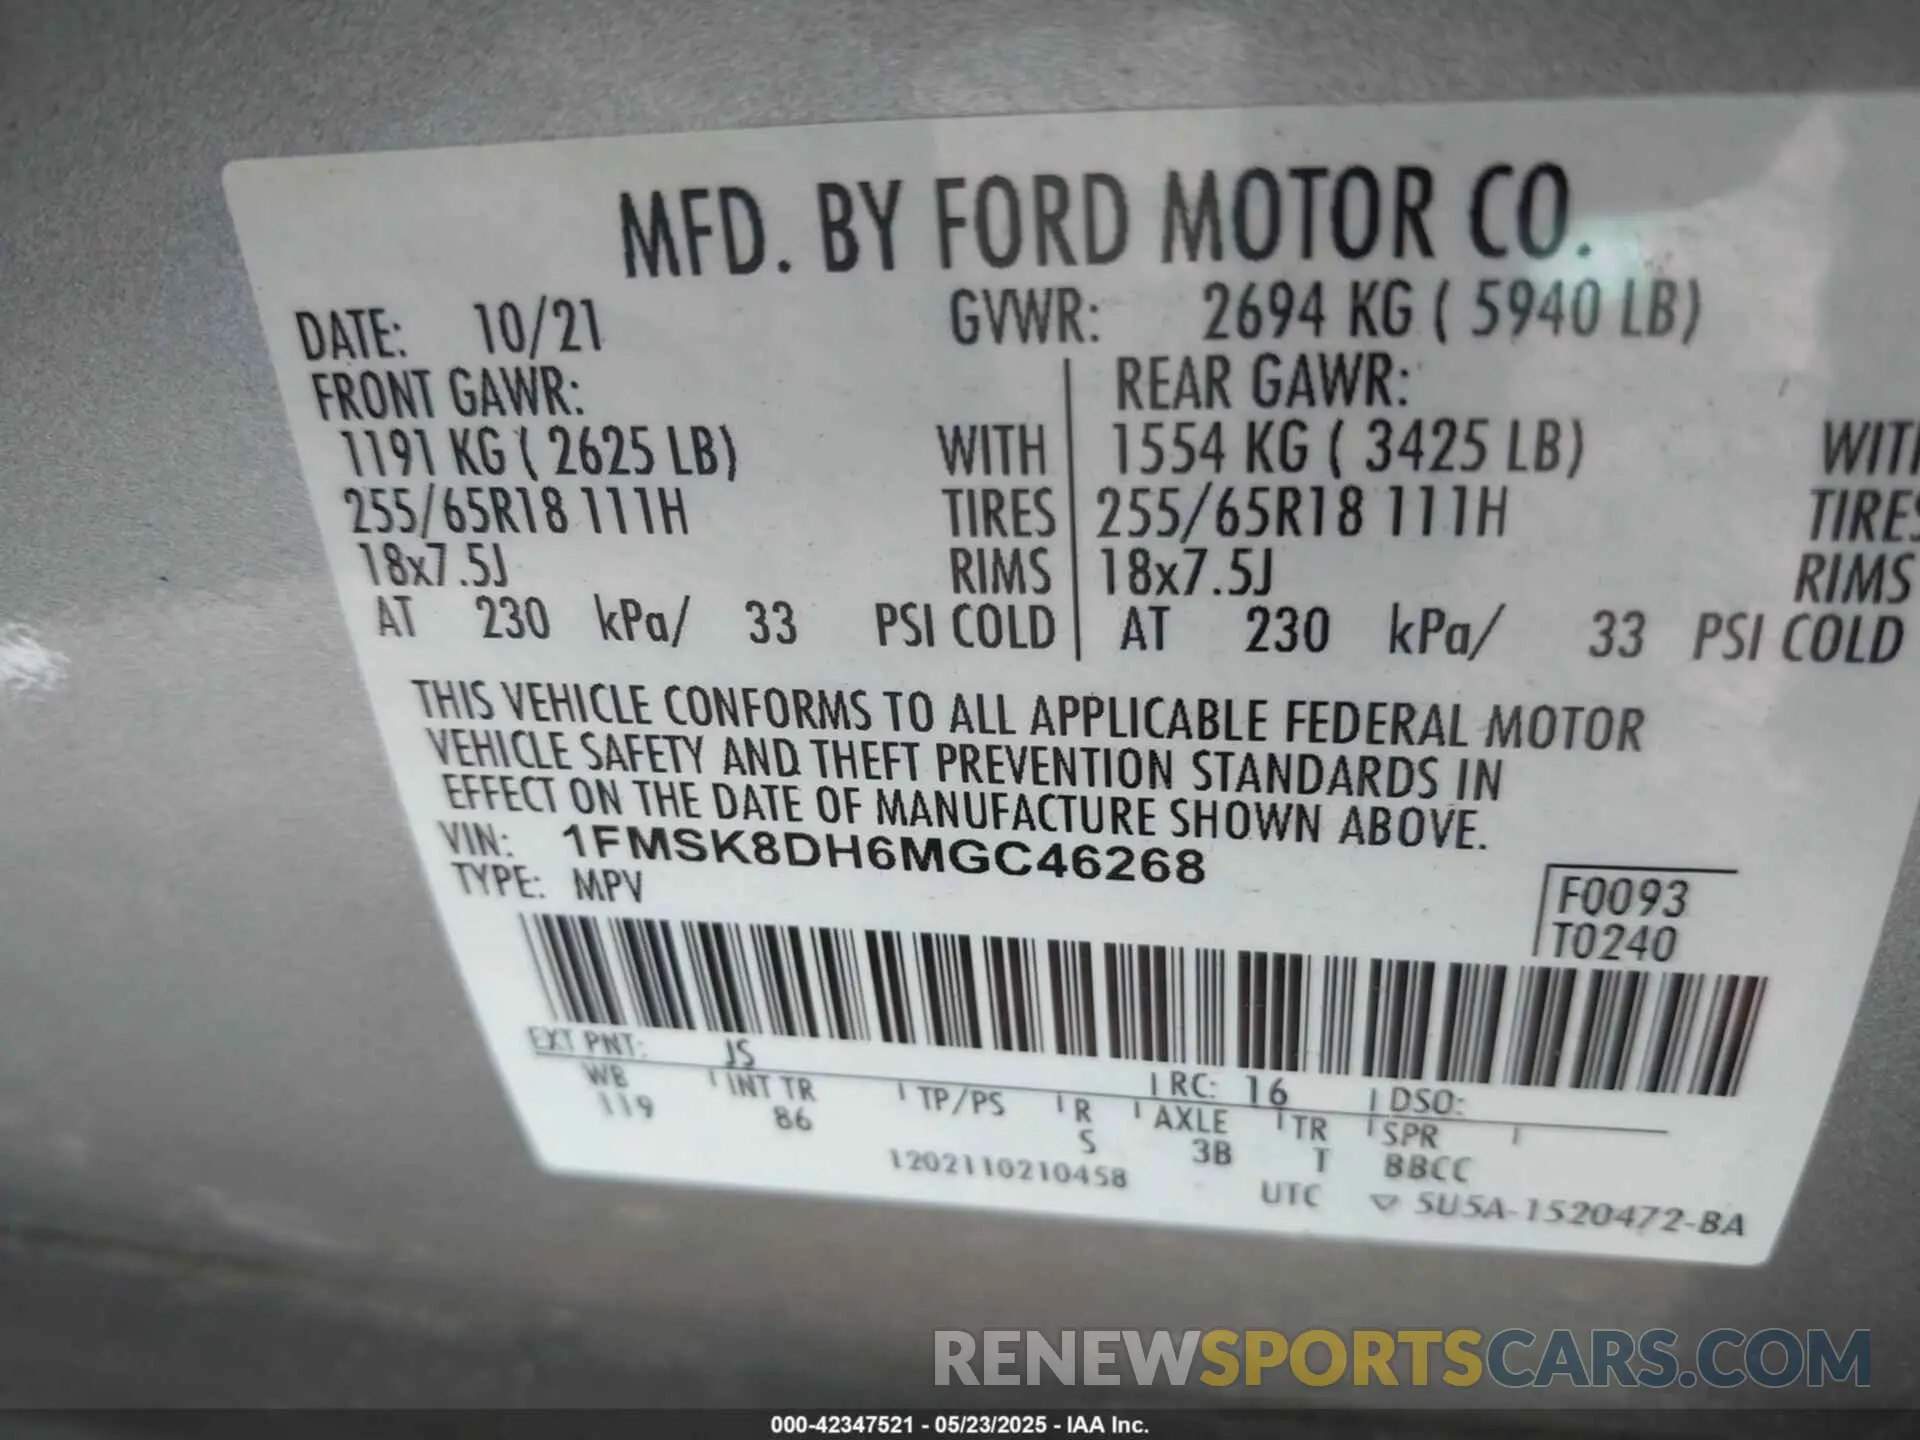 MFD. BY FORD MOTOR CO.
DATE: 10/21 GVWR: 2694 KG ( 5940 LB)
FRONT GAWR: REAR GAWR:
1191 KG ( 2625 LB) WITH 1554 KG ( 3425 LB) WITH
255/65R18 111H TIRES 255/65R18 111H TIRES
18x7.5J RIMS 18x7.5J RIMS
AT 230 kPa/ 33 PSI COLD AT 230 kPa/ 33 PSI COLD
THIS VEHICLE CONFORMS TO ALL APPLICABLE FEDERAL MOTOR
VEHICLE SAFETY AND THEFT PREVENTION STANDARDS IN
EFFECT ON THE DATE OF MANUFACTURE SHOWN ABOVE.
VIN: 1FMSK8DH6MGC46268
TYPE: MPV
F0093
T0240
EXT PNT: JS RC: 16 DSO:
WB INT TR TP/PS R AXLE TR SPR
119 86 S 3B T BBCC
1202110210458 UTC ▽ 5U5A-1520472-BA
RENEWSPORTSCARS.COM
000-42347521 - 05/23/2025 - IAA Inc.